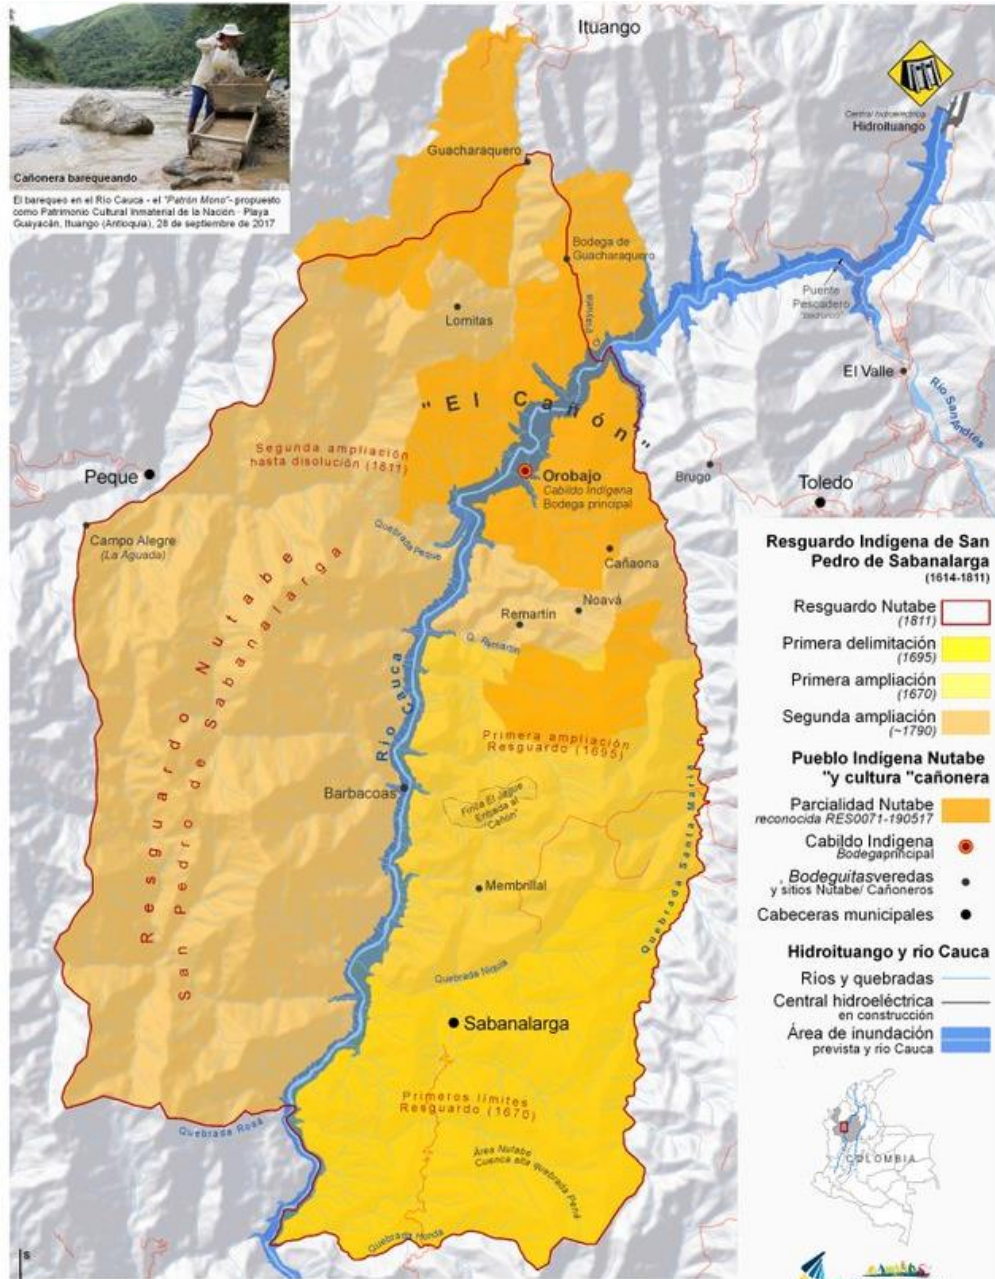 Cañonera barequeando
El barequeo en el Río Cauca - el "Patrón Mono"- propuesto
como Patrimonio Cultural Inmaterial de la Nación - Playa
Guayacán, Ituango (Antioquia), 28 de septiembre de 2017
Ituango
Central hidroeléctrica
Hidroituango
Guacharaquero
Bodega de
Guacharaquero
Puente
Pescadero
Lomitas
Q. Playuela
El Valle
Río San Andrés
"El Cañón"
Segunda ampliación
hasta disolución (1811)
Peque
Orobajo
Cabildo Indígena
Bodega principal
Brugo
Toledo
Campo Alegre
(La Aguada)
Quebrada Peque
Cañaona
Noavá
Remartín
Q. Remartín
Resguardo Nutabe
San Pedro de Sabanalarga
Río Cauca
Primera ampliación
Resguardo (1695)
Barbacoas
Finca El Jagüe
Entrada al
"Cañón"
Membrillal
Quebrada Santa María
Quebrada Niquía
Sabanalarga
Primeros límites
Resguardo (1670)
Quebrada Rosa
Área Nutabe
Cuenca alta quebrada Pená
Quebrada Honda
s
Resguardo Indígena de San
Pedro de Sabanalarga
(1614-1811)
Resguardo Nutabe
(1811)
Primera delimitación
(1695)
Primera ampliación
(1670)
Segunda ampliación
(~1790)
Pueblo Indígena Nutabe
"y cultura "cañonera
Parcialidad Nutabe
reconocida RES0071-190517
Cabildo Indígena
Bodegaprincipal
, Bodeguitasveredas
y sitios Nutabe/ Cañoneros
Cabeceras municipales
Hidroituango y río Cauca
Ríos y quebradas
Central hidroeléctrica
en construcción
Área de inundación
prevista y río Cauca
COLOMBIA